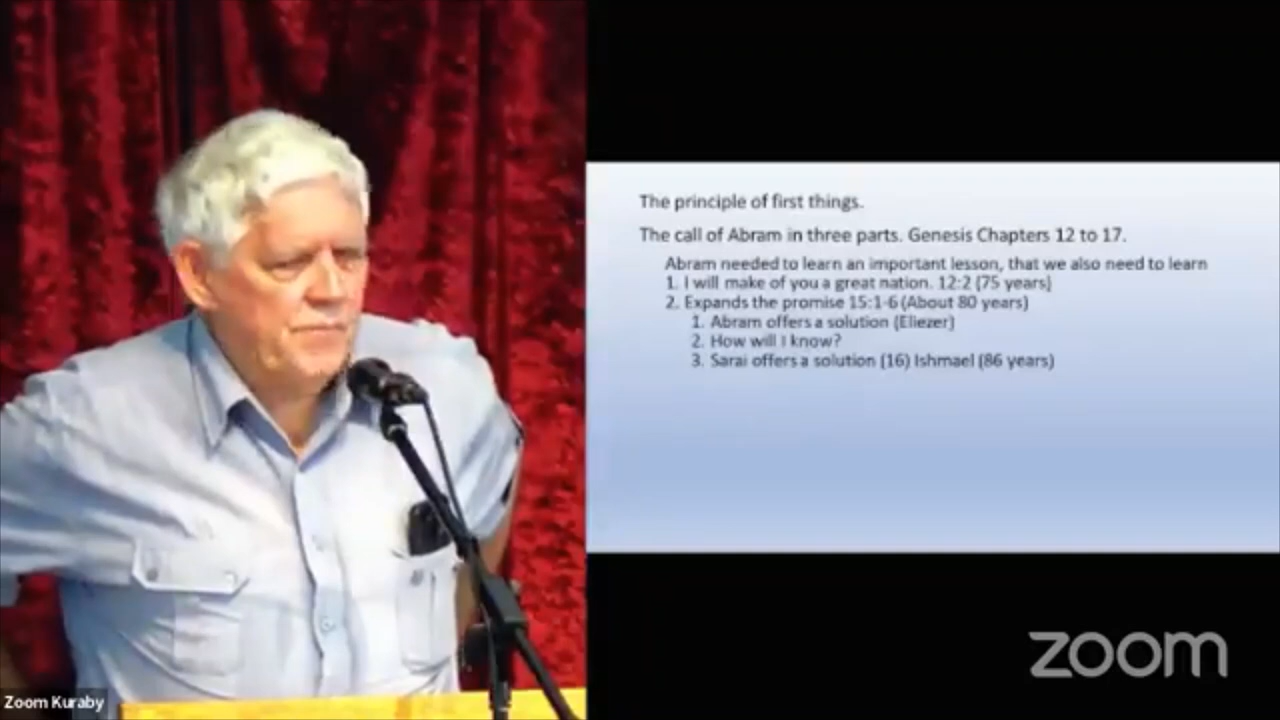 The principle of first things.
The call of Abram in three parts. Genesis Chapters 12 to 17.
Abram needed to learn an important lesson, that we also need to learn
1. I will make of you a great nation. 12:2 (75 years)
2. Expands the promise 15:1-6 (About 80 years)
1. Abram offers a solution (Eliezer)
2. How will I know?
3. Sarai offers a solution (16) Ishmael (86 years)
zoom
Zoom Kuraby